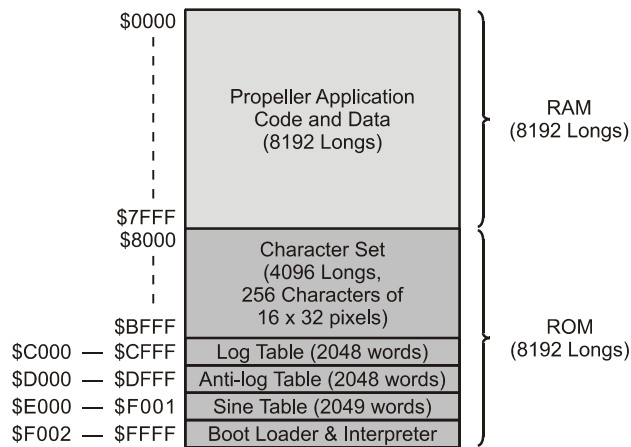 $0000
Propeller Application
Code and Data
(8192 Longs)
RAM
(8192 Longs)
$7FFF
$8000
Character Set
(4096 Longs,
256 Characters of
16 x 32 pixels)
$BFFF
ROM
(8192 Longs)
$C000 — $CFFF Log Table (2048 words)
$D000 — $DFFF Anti-log Table (2048 words)
$E000 — $F001 Sine Table (2049 words)
$F002 — $FFFF Boot Loader & Interpreter